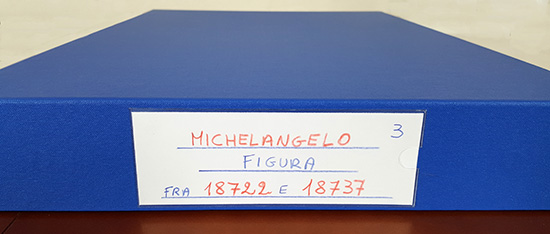 3
MICHELANGELO
FIGURA
FRA 18722 E 18737